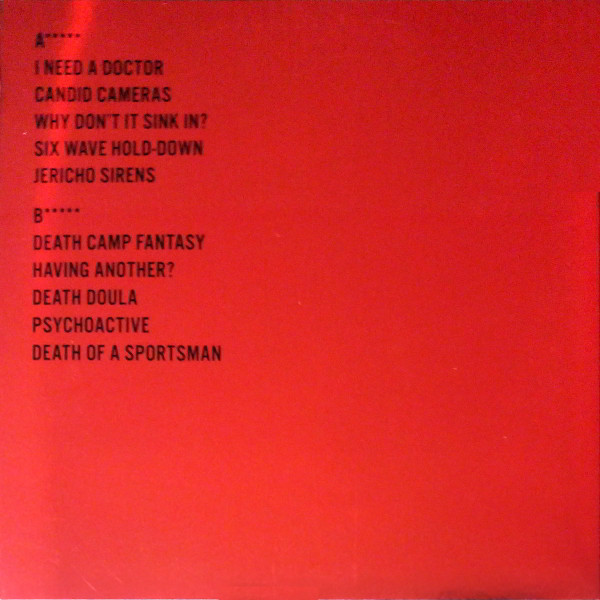 A*****
I NEED A DOCTOR
CANDID CAMERAS
WHY DON'T IT SINK IN?
SIX WAVE HOLD-DOWN
JERICHO SIRENS
B*****
DEATH CAMP FANTASY
HAVING ANOTHER?
DEATH DOULA
PSYCHOACTIVE
DEATH OF A SPORTSMAN